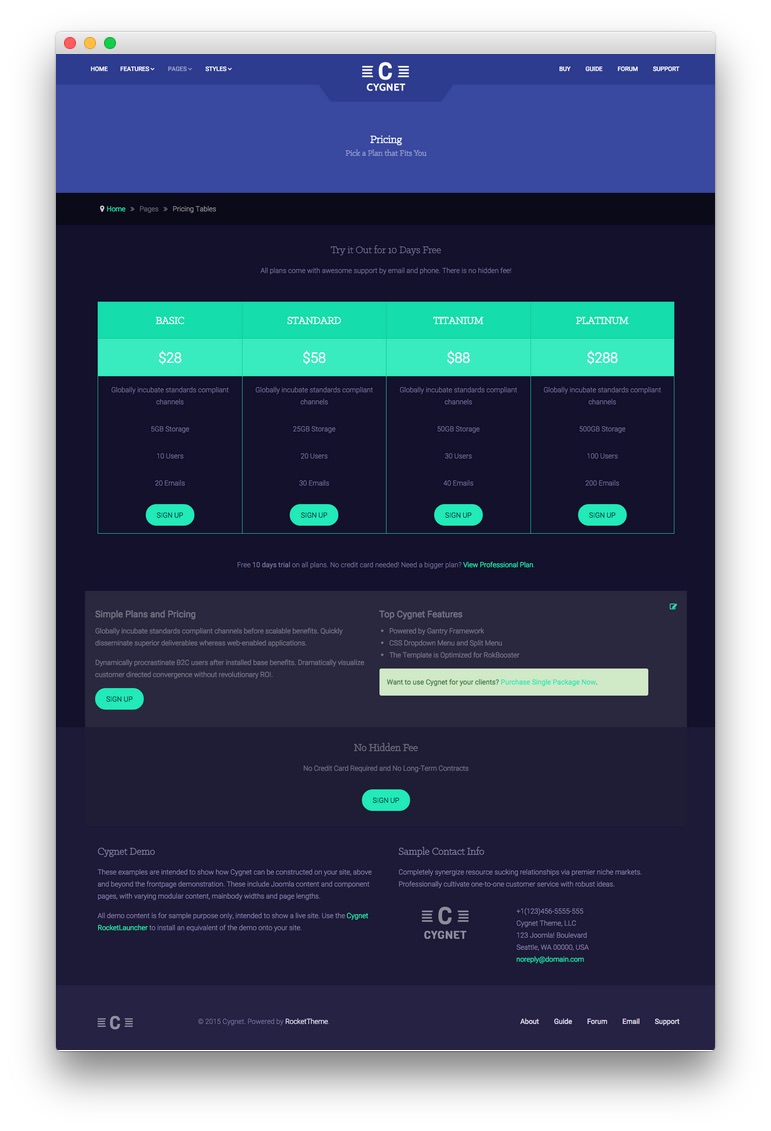 HOME FEATURES PAGES STYLES
C
CYGNET
BUY GUIDE FORUM SUPPORT
Pricing
Pick a Plan that Fits You
Home » Pages » Pricing Tables
Try it Out for 10 Days Free
All plans come with awesome support by email and phone. There is no hidden fee!
BASIC STANDARD TITANIUM PLATINUM
$28 $58 $88 $288
Globally incubate standards compliant Globally incubate standards compliant Globally incubate standards compliant Globally incubate standards compliant
channels channels channels channels
5GB Storage 25GB Storage 50GB Storage 500GB Storage
10 Users 20 Users 30 Users 100 Users
20 Emails 30 Emails 40 Emails 200 Emails
SIGN UP SIGN UP SIGN UP SIGN UP
Free 10 days trial on all plans. No credit card needed! Need a bigger plan? View Professional Plan.
Simple Plans and Pricing
Globally incubate standards compliant channels before scalable benefits. Quickly
disseminate superior deliverables whereas web-enabled applications.
Dynamically procrastinate B2C users after installed base benefits. Dramatically visualize
customer directed convergence without revolutionary ROI.
SIGN UP
Top Cygnet Features
• Powered by Gantry Framework
• CSS Dropdown Menu and Split Menu
• The Template is Optimized for RokBooster
Want to use Cygnet for your clients? Purchase Single Package Now.
No Hidden Fee
No Credit Card Required and No Long-Term Contracts
SIGN UP
Cygnet Demo
These examples are intended to show how Cygnet can be constructed on your site, above
and beyond the frontpage demonstration. These include Joomla content and component
pages, with varying modular content, mainbody widths and page lengths.
All demo content is for sample purpose only, intended to show a live site. Use the Cygnet
RocketLauncher to install an equivalent of the demo onto your site.
Sample Contact Info
Completely synergize resource sucking relationships via premier niche markets.
Professionally cultivate one-to-one customer service with robust ideas.
C
CYGNET
+1(123)456-5555-555
Cygnet Theme, LLC
123 Joomla! Boulevard
Seattle, WA 00000, USA
noreply@domain.com
C
© 2015 Cygnet. Powered by RocketTheme.
About Guide Forum Email Support